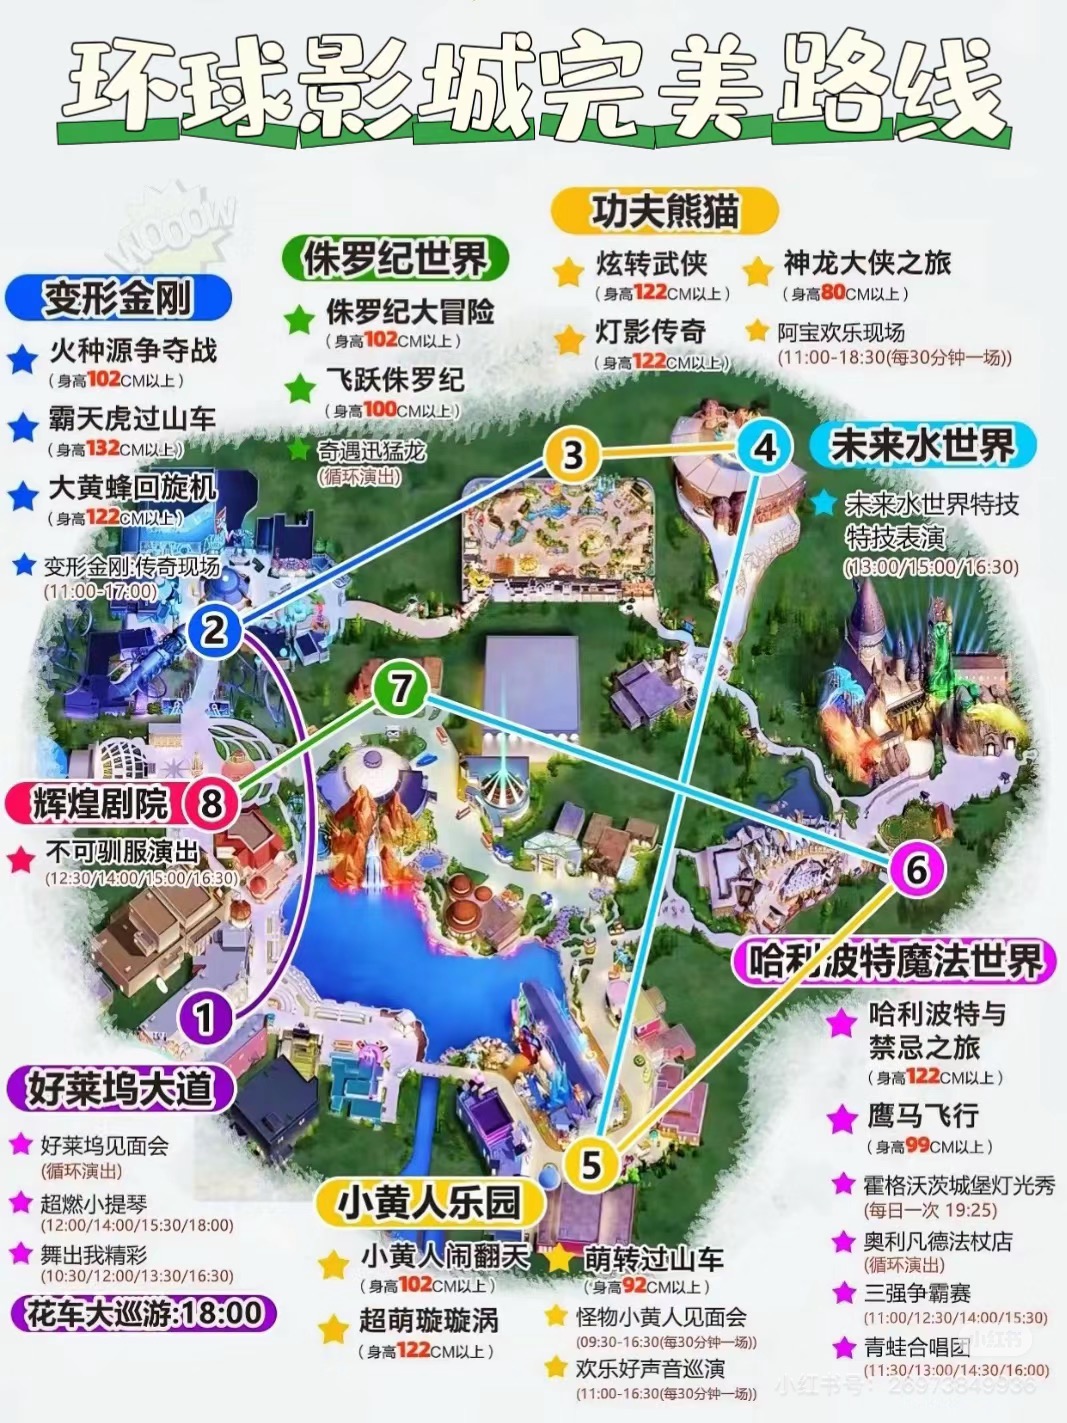 环球影城完美路线
WOOOW
功夫熊猫
炫转武侠
(身高122CM以上)
神龙大侠之旅
(身高80CM以上)
灯影传奇
(身高122CM以上)
阿宝欢乐现场
(11:00-18:30(每30分钟一场))
侏罗纪世界
侏罗纪大冒险
(身高102CM以上)
飞跃侏罗纪
(身高100CM以上)
奇遇迅猛龙
(循环演出)
变形金刚
火种源争夺战
(身高102CM以上)
霸天虎过山车
(身高132CM以上)
大黄蜂回旋机
(身高122CM以上)
变形金刚:传奇现场
(11:00-17:00)
3
4
未来水世界
未来水世界特技
特技表演
(13:00/15:00/16:30)
2
7
辉煌剧院 8
不可驯服演出
(12:30/14:00/15:00/16:30)
6
哈利波特魔法世界
哈利波特与
禁忌之旅
(身高122CM以上)
鹰马飞行
(身高99CM以上)
霍格沃茨城堡灯光秀
(每日一次 19:25)
奥利凡德法杖店
(循环演出)
三强争霸赛
(11:00/12:30/14:00/15:30)
青蛙合唱团
(11:30/13:00/14:30/16:00)
1
好莱坞大道
好莱坞见面会
(循环演出)
超燃小提琴
(12:00/14:00/15:30/18:00)
舞出我精彩
(10:30/12:00/13:30/16:30)
花车大巡游:18:00
5
小黄人乐园
小黄人闹翻天
(身高102CM以上)
萌转过山车
(身高92CM以上)
超萌漩漩涡
(身高122CM以上)
怪物小黄人见面会
(09:30-16:30(每30分钟一场))
欢乐好声音巡演
(11:00-16:30(每30分钟一场))
小红书
小红书号：26973849936